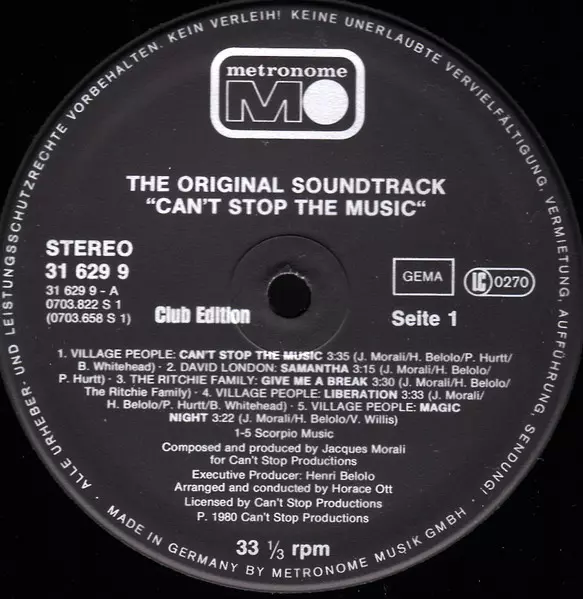 ALLE URHEBER- UND LEISTUNGSSCHUTZRECHTE VORBEHALTEN. KEIN VERLEIH! KEINE UNERLAUBTE VERVIELFÄLTIGUNG, VERMIETUNG, AUFFÜHRUNG, SENDUNG!
metronome
M
THE ORIGINAL SOUNDTRACK
"CAN'T STOP THE MUSIC"
STEREO
31 629 9
31 629 9 - A
0703.822 S 1
(0703.658 S 1)
Club Edition
GEMA
LC 0270
Seite 1
1. VILLAGE PEOPLE: CAN'T STOP THE MUSIC 3:35 (J. Morali/H. Belolo/P. Hurtt/
B. Whitehead) · 2. DAVID LONDON: SAMANTHA 3:15 (J. Morali/H. Belolo/
P. Hurtt) · 3. THE RITCHIE FAMILY: GIVE ME A BREAK 3:30 (J. Morali/H. Belolo/
The Ritchie Family) · 4. VILLAGE PEOPLE: LIBERATION 3:33 (J. Morali/
H. Belolo/P. Hurtt/B. Whitehead) · 5. VILLAGE PEOPLE: MAGIC
NIGHT 3:22 (J. Morali/H. Belolo/V. Willis)
1-5 Scorpio Music
Composed and produced by Jacques Morali
for Can't Stop Productions
Executive Producer: Henri Belolo
Arranged and conducted by Horace Ott
Licensed by Can't Stop Productions
P. 1980 Can't Stop Productions
33 1/3 rpm
· MADE IN GERMANY BY METRONOME MUSIK GMBH ·